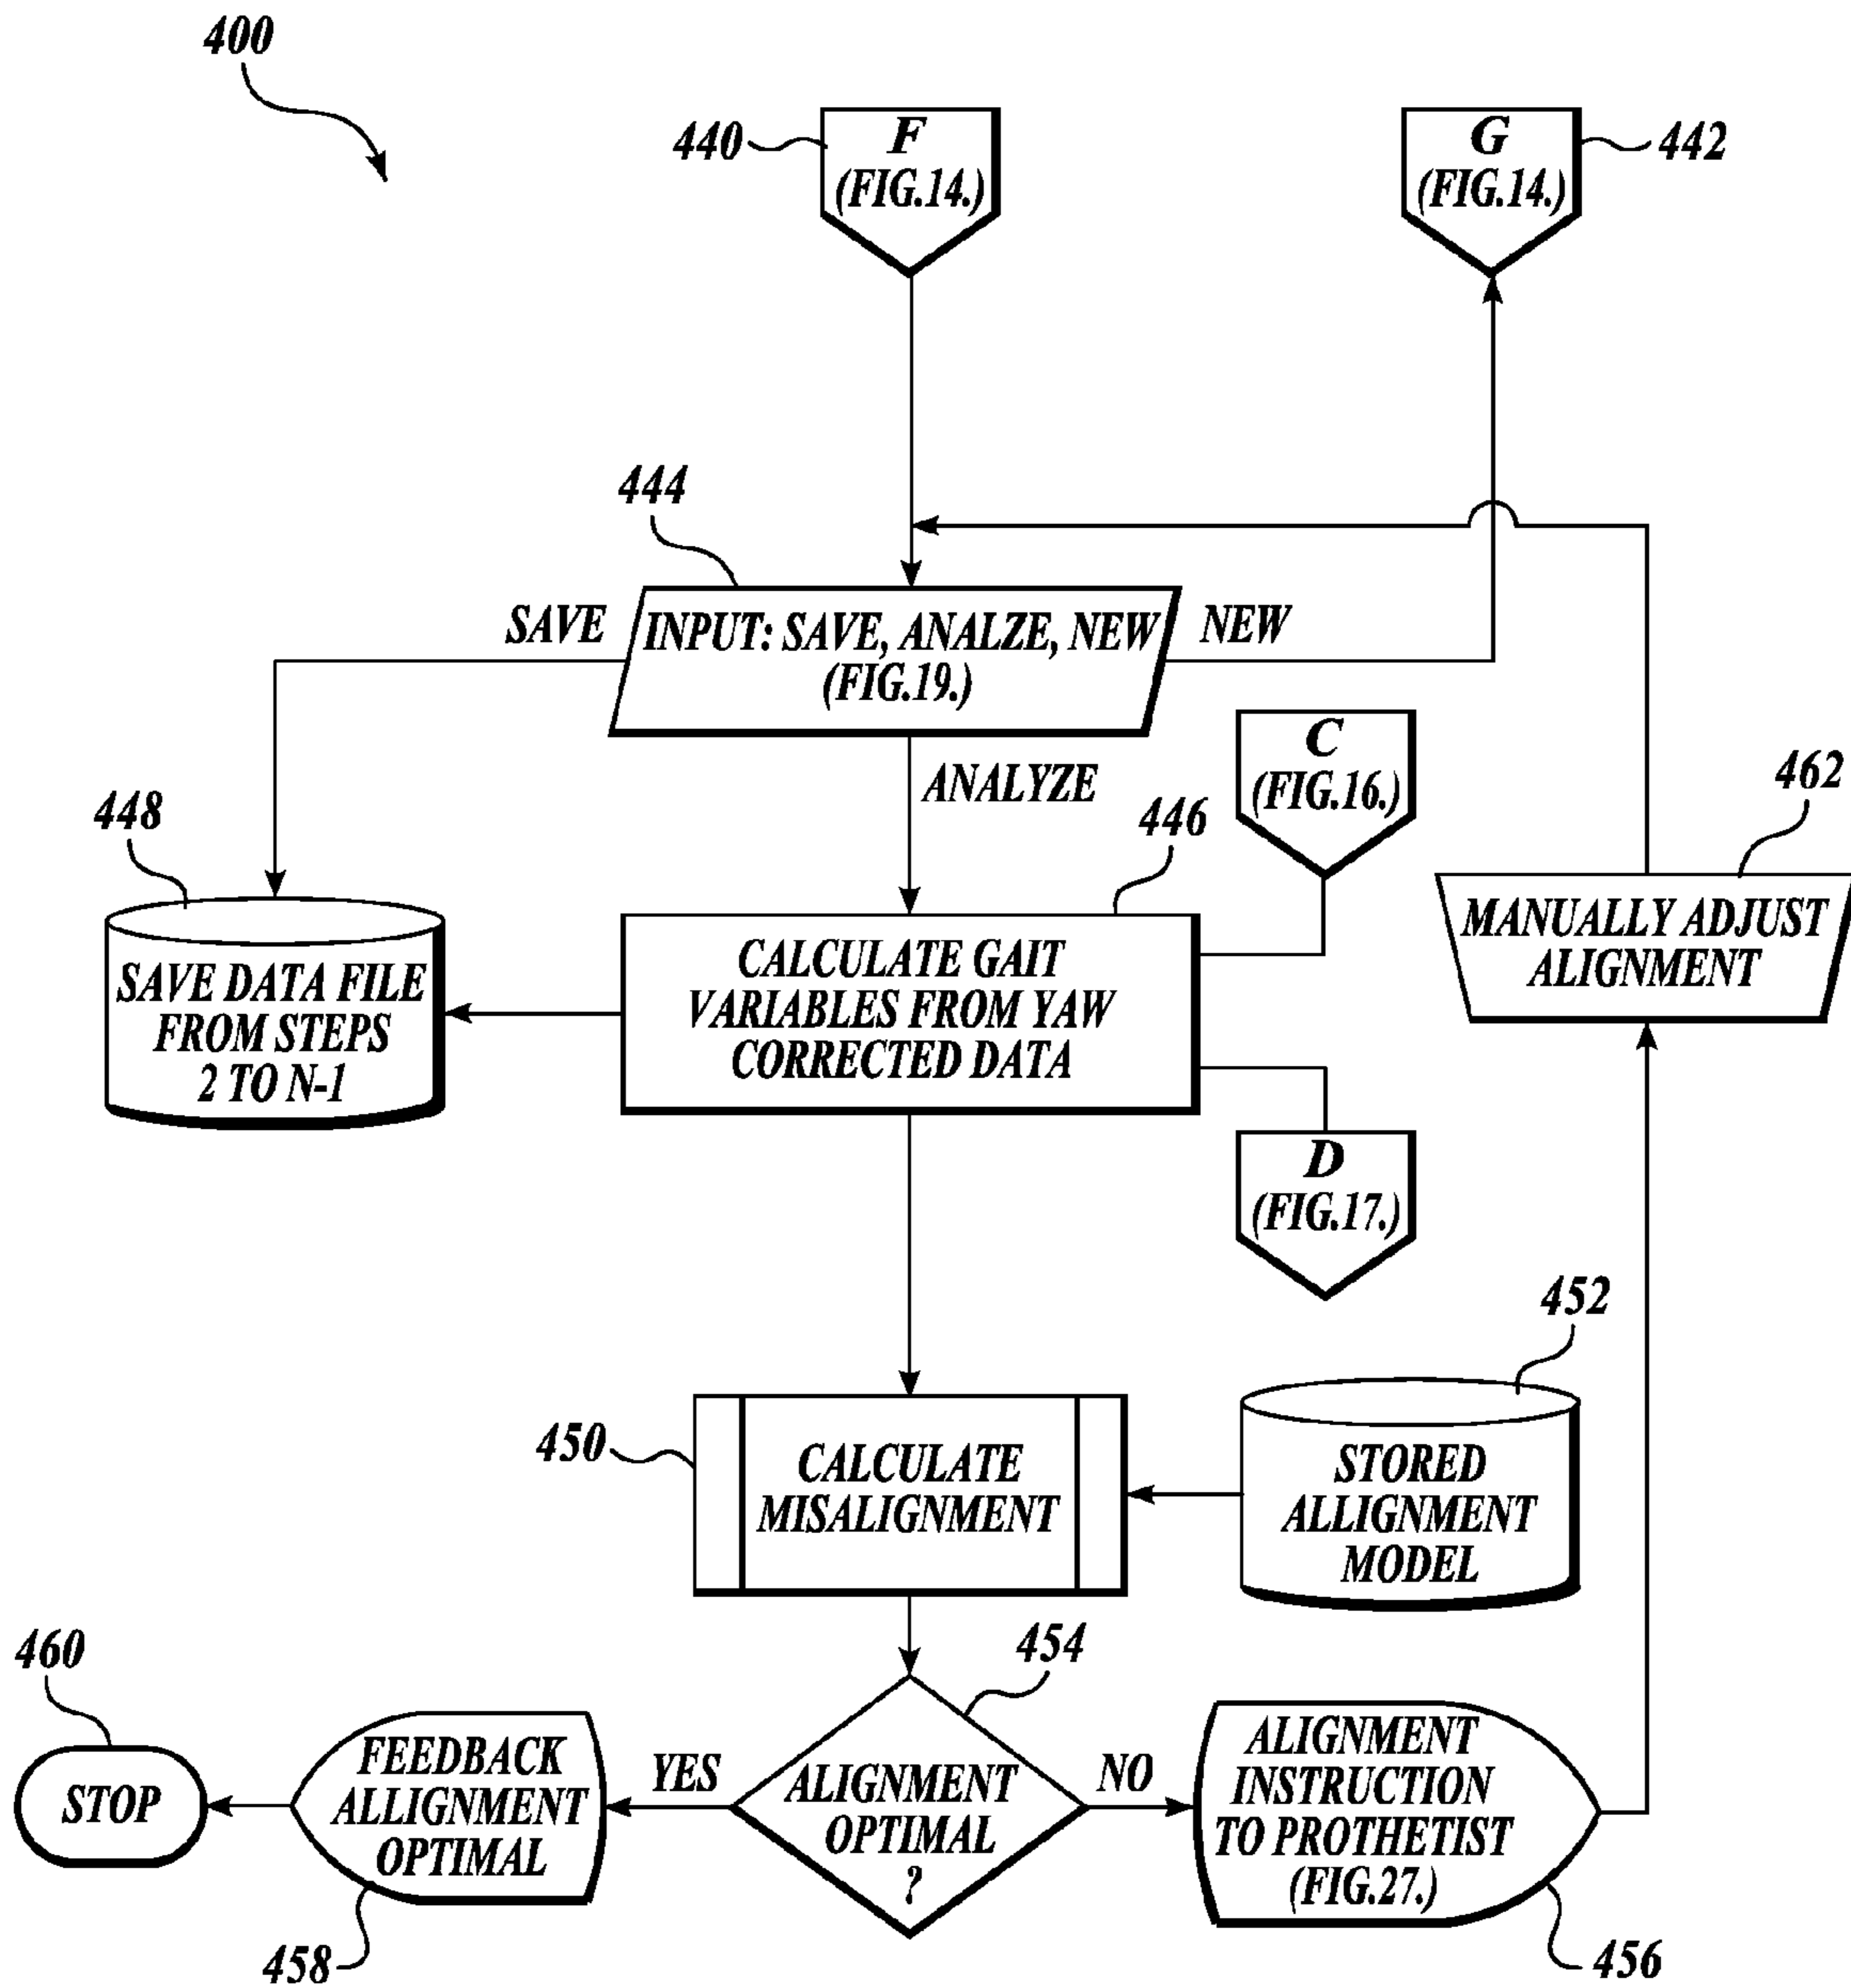 400
440
F
(FIG.14.)
G
(FIG.14.)
442
444
SAVE
INPUT: SAVE, ANALZE, NEW
(FIG.19.)
NEW
ANALYZE
C
(FIG.16.)
446
462
448
MANUALLY ADJUST
ALIGNMENT
SAVE DATA FILE
FROM STEPS
2 TO N-1
CALCULATE GAIT
VARIABLES FROM YAW
CORRECTED DATA
D
(FIG.17.)
452
450
CALCULATE
MISALIGNMENT
STORED
ALLIGNMENT
MODEL
460
454
STOP
FEEDBACK
ALLIGNMENT
OPTIMAL
YES
ALIGNMENT
OPTIMAL
?
NO
ALIGNMENT
INSTRUCTION
TO PROTHETIST
(FIG.27.)
458
456